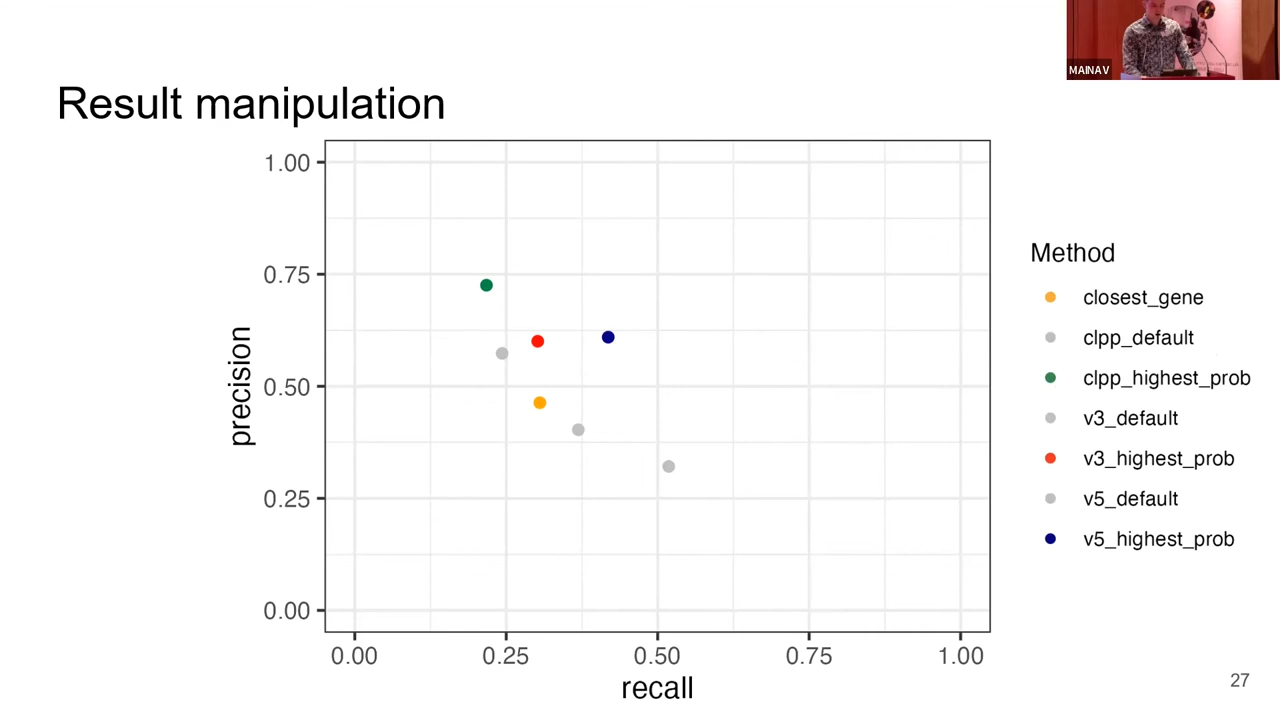 MAINAV
Result manipulation
1.00
0.75
0.50
0.25
0.00
precision
0.00 0.25 0.50 0.75 1.00
recall
Method
closest_gene
clpp_default
clpp_highest_prob
v3_default
v3_highest_prob
v5_default
v5_highest_prob
27